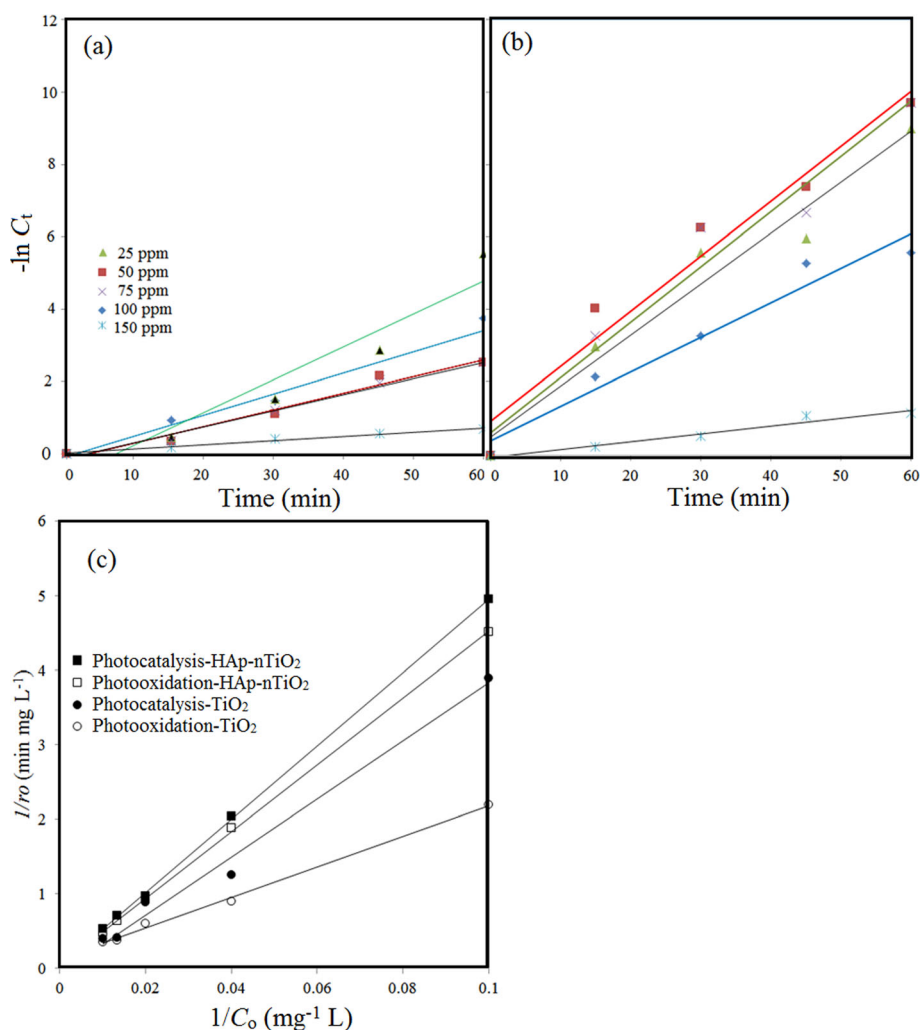 (a)
(b)
12
10
8
6
4
2
0
-ln Cₜ
25 ppm
50 ppm
75 ppm
100 ppm
150 ppm
0 10 20 30 40 50 60
0 10 20 30 40 50 60
Time (min)
Time (min)
(c)
6
5
4
3
2
1
0
1/ro (min mg L⁻¹)
Photocatalysis-HAp-nTiO₂
Photooxidation-HAp-nTiO₂
Photocatalysis-TiO₂
Photooxidation-TiO₂
0 0.02 0.04 0.06 0.08 0.1
1/Cₒ (mg⁻¹ L)